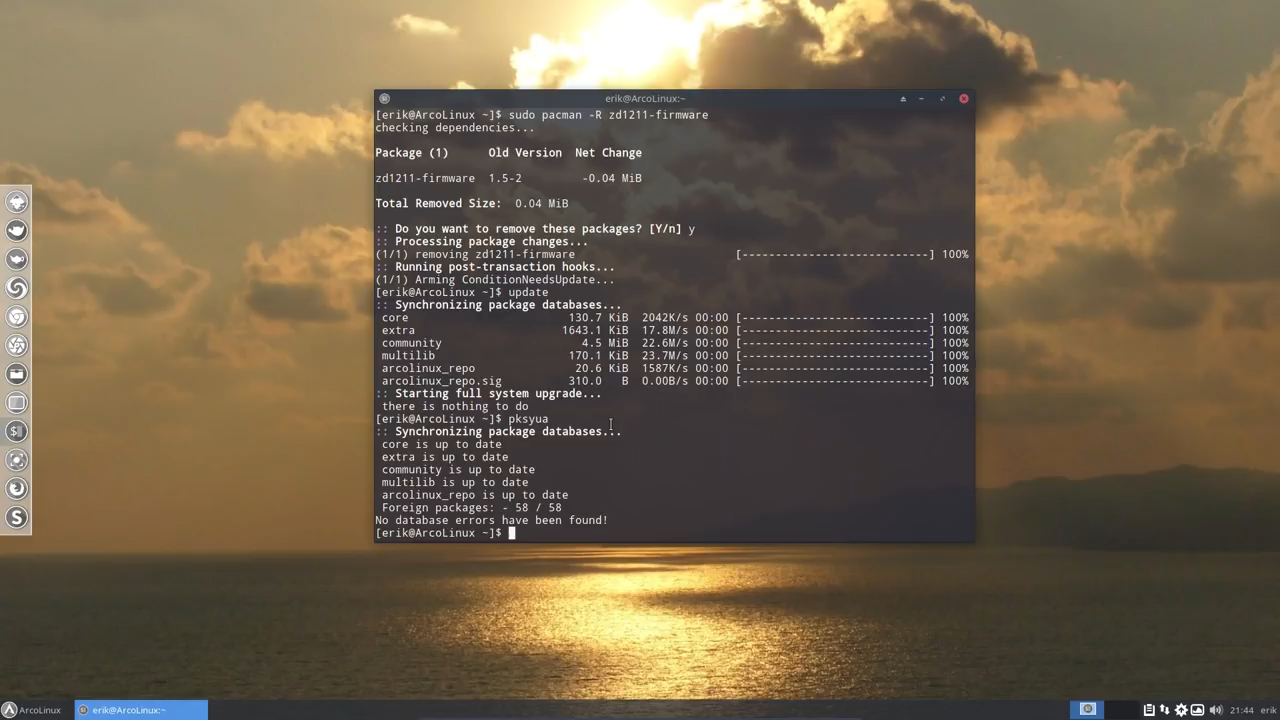 erik@ArcoLinux:~
[erik@ArcoLinux ~]$ sudo pacman -R zd1211-firmware
checking dependencies...
Package (1)      Old Version  Net Change
zd1211-firmware  1.5-2         -0.04 MiB
Total Removed Size:  0.04 MiB
:: Do you want to remove these packages? [Y/n] y
:: Processing package changes...
(1/1) removing zd1211-firmware                        [-----------------------------] 100%
:: Running post-transaction hooks...
(1/1) Arming ConditionNeedsUpdate...
[erik@ArcoLinux ~]$ update
:: Synchronizing package databases...
 core                        130.7 KiB  2042K/s 00:00 [-----------------------------] 100%
 extra                      1643.1 KiB  17.8M/s 00:00 [-----------------------------] 100%
 community                     4.5 MiB  22.6M/s 00:00 [-----------------------------] 100%
 multilib                    170.1 KiB  23.7M/s 00:00 [-----------------------------] 100%
 arcolinux_repo               20.6 KiB  1587K/s 00:00 [-----------------------------] 100%
 arcolinux_repo.sig          310.0   B  0.00B/s 00:00 [-----------------------------] 100%
:: Starting full system upgrade...
 there is nothing to do
[erik@ArcoLinux ~]$ pksyua
:: Synchronizing package databases...
 core is up to date
 extra is up to date
 community is up to date
 multilib is up to date
 arcolinux_repo is up to date
 Foreign packages: - 58 / 58
No database errors have been found!
[erik@ArcoLinux ~]$
ArcoLinux
erik@ArcoLinux:~
21:44
erik